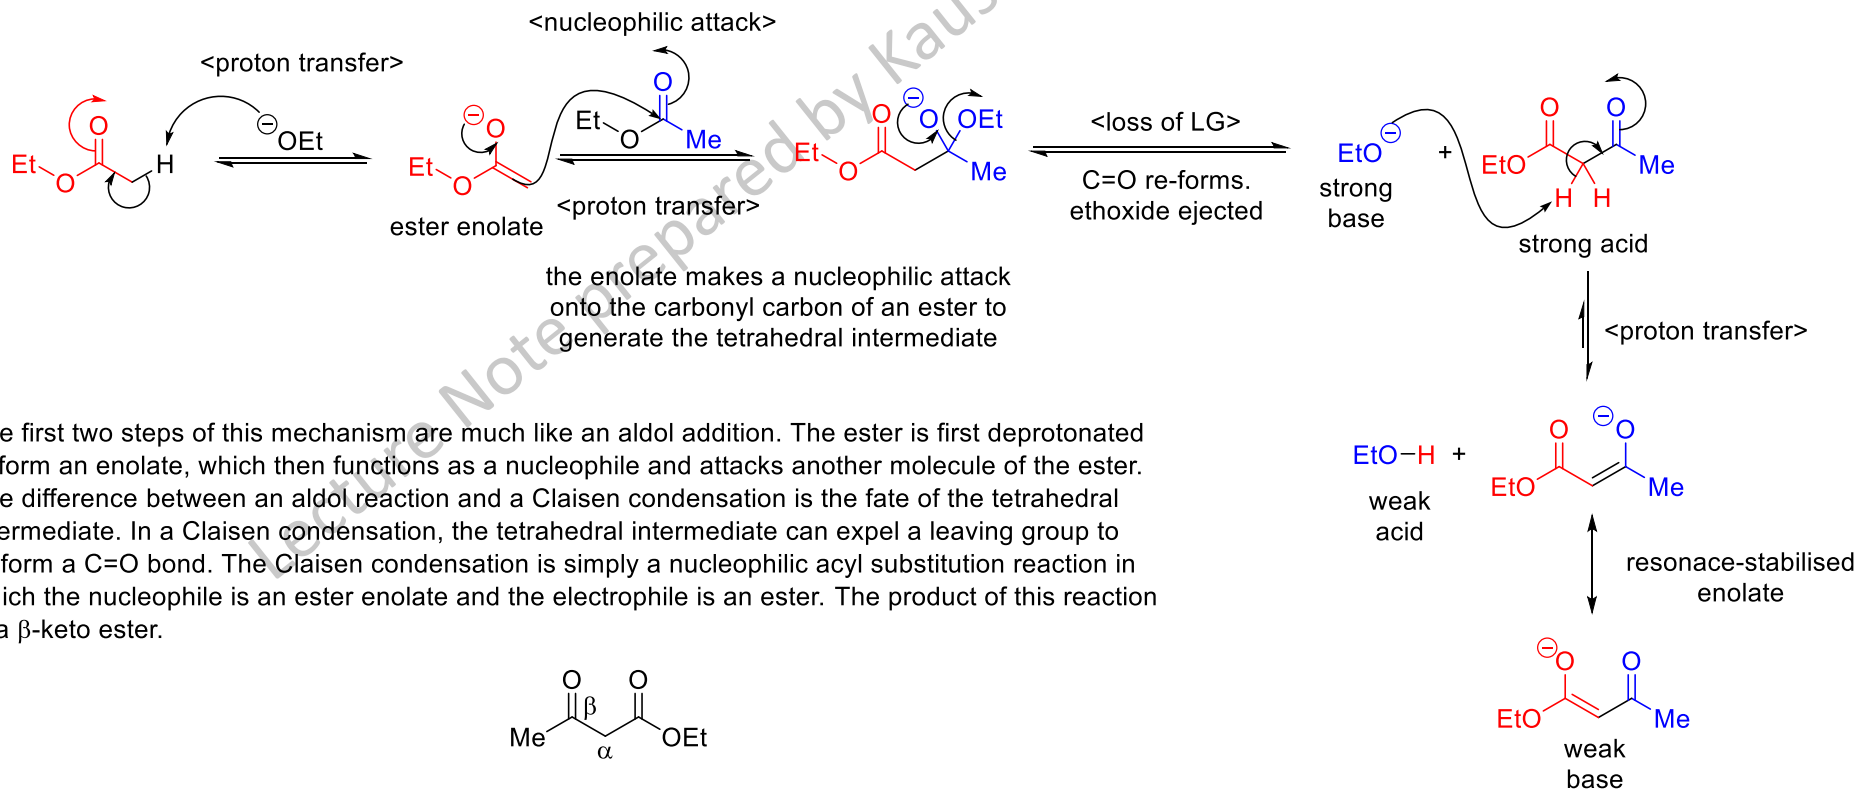 <nucleophilic attack>
<proton transfer>
O
H
⊖
OEt
Et
O
⊖
O
Et
O
ester enolate
O
Et
O
Me
<proton transfer>
O
Et
O
⊖
O
OEt
Me
<loss of LG>
C=O re-forms.
ethoxide ejected
EtO⊖
strong
base
+
O
O
EtO
Me
H H
strong acid
the enolate makes a nucleophilic attack
onto the carbonyl carbon of an ester to
generate the tetrahedral intermediate
<proton transfer>
e first two steps of this mechanism are much like an aldol addition. The ester is first deprotonated
form an enolate, which then functions as a nucleophile and attacks another molecule of the ester.
e difference between an aldol reaction and a Claisen condensation is the fate of the tetrahedral
ermediate. In a Claisen condensation, the tetrahedral intermediate can expel a leaving group to
form a C=O bond. The Claisen condensation is simply a nucleophilic acyl substitution reaction in
ich the nucleophile is an ester enolate and the electrophile is an ester. The product of this reaction
a β-keto ester.
EtO–H +
weak
acid
O
⊖
O
EtO
Me
resonace-stabilised
enolate
⊖
O
O
EtO
Me
weak
base
O
O
β
Me
α
OEt
Lecture Note prepared by Kaus